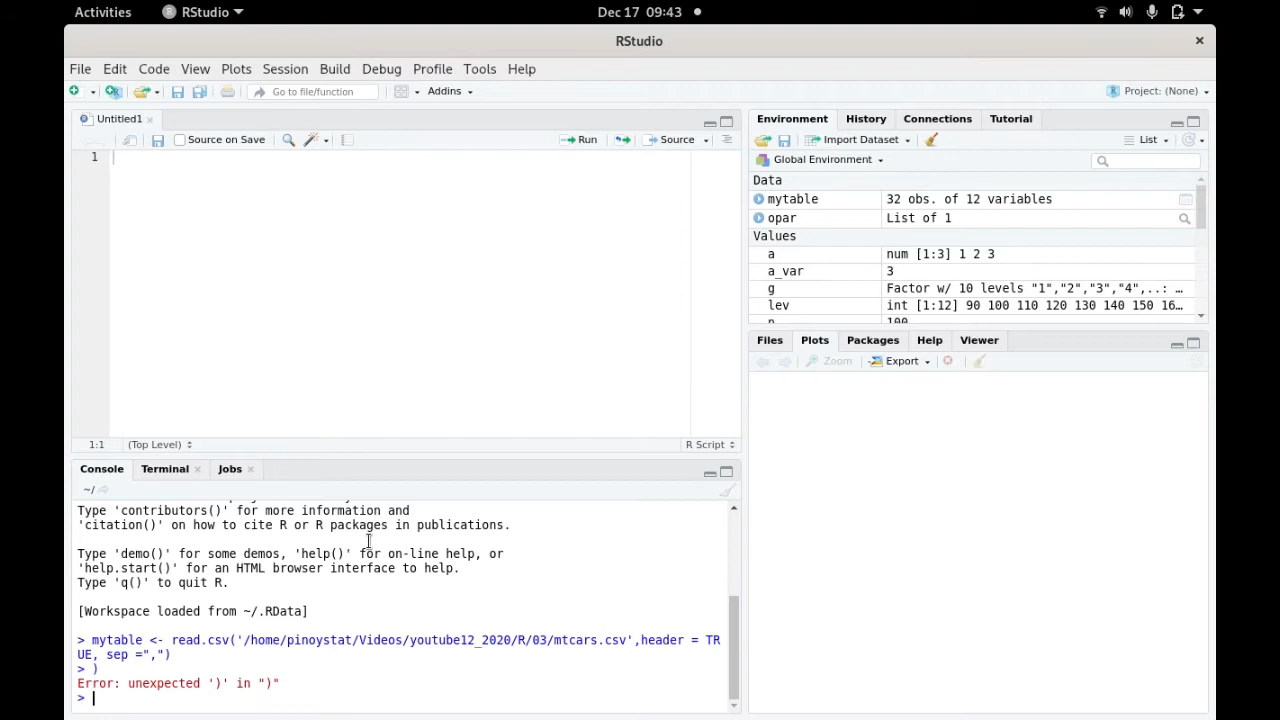 Activities RStudio Dec 17 09:43
RStudio
File Edit Code View Plots Session Build Debug Profile Tools Help
Go to file/function Addins Project: (None)
Untitled1
Source on Save Run Source
1
1:1 (Top Level) R Script
Console Terminal Jobs
~/
Type 'contributors()' for more information and
'citation()' on how to cite R or R packages in publications.
Type 'demo()' for some demos, 'help()' for on-line help, or
'help.start()' for an HTML browser interface to help.
Type 'q()' to quit R.
[Workspace loaded from ~/.RData]
> mytable <- read.csv('/home/pinoystat/Videos/youtube12_2020/R/03/mtcars.csv',header = TR
UE, sep =",")
> )
Error: unexpected ')' in ")"
>
Environment History Connections Tutorial
Import Dataset List
Global Environment
Data
mytable 32 obs. of 12 variables
opar List of 1
Values
a num [1:3] 1 2 3
a_var 3
g Factor w/ 10 levels "1","2","3","4",..: …
lev int [1:12] 90 100 110 120 130 140 150 16…
n 100
Files Plots Packages Help Viewer
Zoom Export